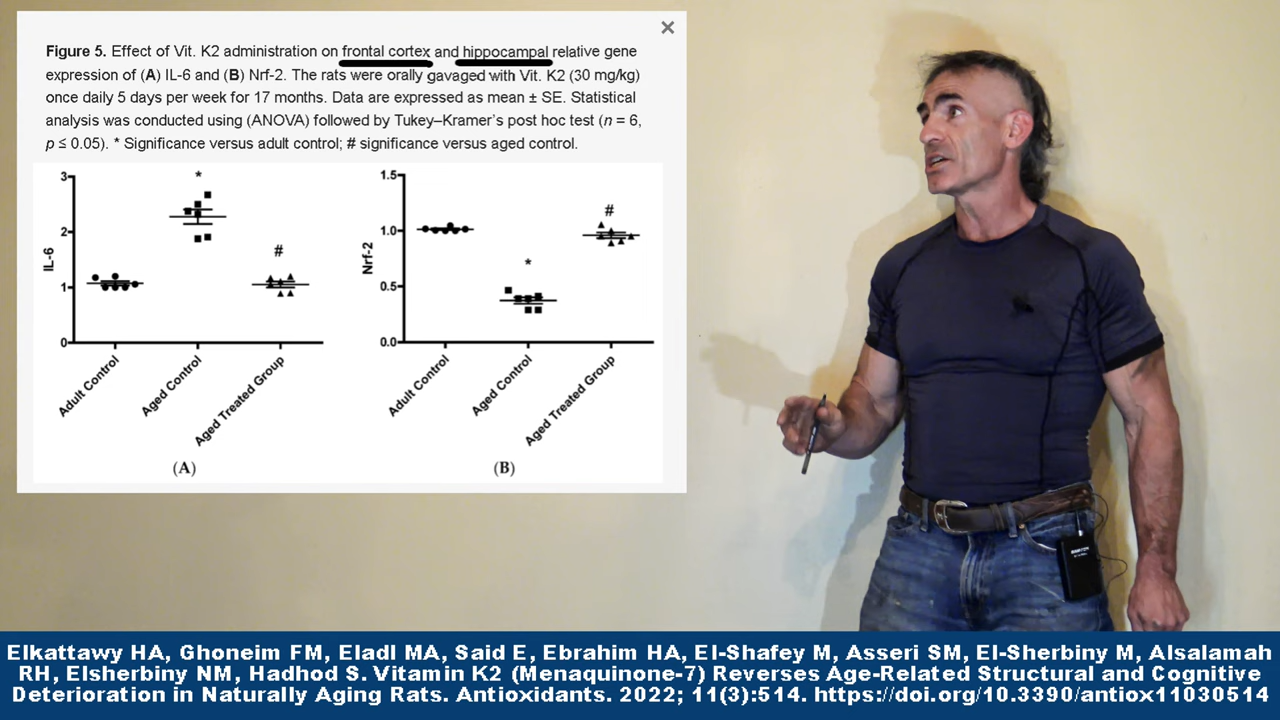 ×
Figure 5. Effect of Vit. K2 administration on frontal cortex and hippocampal relative gene
expression of (A) IL-6 and (B) Nrf-2. The rats were orally gavaged with Vit. K2 (30 mg/kg)
once daily 5 days per week for 17 months. Data are expressed as mean ± SE. Statistical
analysis was conducted using (ANOVA) followed by Tukey–Kramer's post hoc test (n = 6,
p ≤ 0.05). * Significance versus adult control; # significance versus aged control.
IL-6
3
2
1
0
*
#
Adult Control
Aged Control
Aged Treated Group
(A)
Nrf-2
1.5
1.0
0.5
0.0
*
#
Adult Control
Aged Control
Aged Treated Group
(B)
Elkattawy HA, Ghoneim FM, Eladl MA, Said E, Ebrahim HA, El-Shafey M, Asseri SM, El-Sherbiny M, Alsalamah
RH, Elsherbiny NM, Hadhod S. Vitamin K2 (Menaquinone-7) Reverses Age-Related Structural and Cognitive
Deterioration in Naturally Aging Rats. Antioxidants. 2022; 11(3):514. https://doi.org/10.3390/antiox11030514